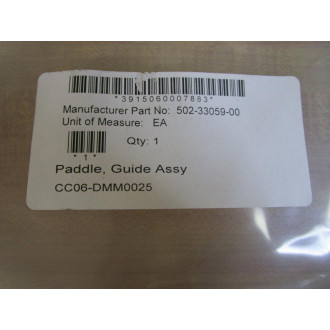 *3915060007883*
Manufacturer Part No: 502-33059-00
Unit of Measure: EA
Qty: 1
*1*
Paddle, Guide Assy
CC06-DMM0025